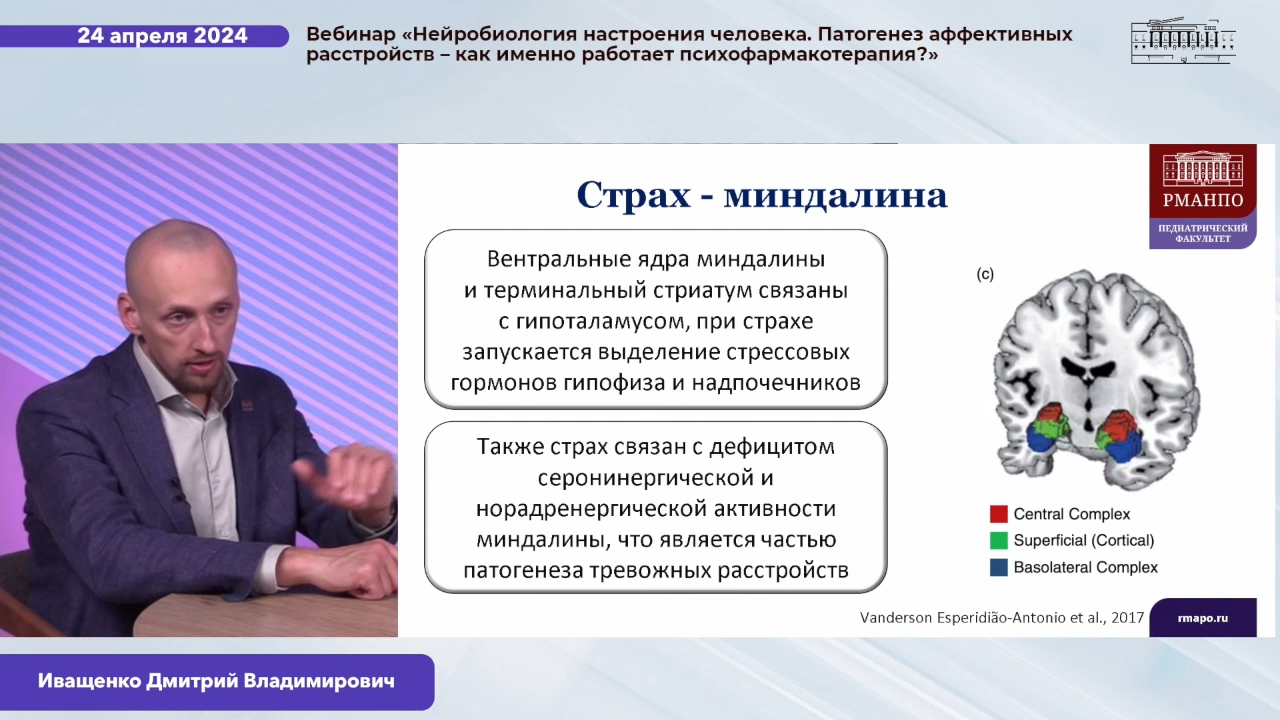 24 апреля 2024
Вебинар «Нейробиология настроения человека. Патогенез аффективных
расстройств – как именно работает психофармакотерапия?»
Страх - миндалина
РМАНПО
ПЕДИАТРИЧЕСКИЙ
ФАКУЛЬТЕТ
Вентральные ядра миндалины
и терминальный стриатум связаны
с гипоталамусом, при страхе
запускается выделение стрессовых
гормонов гипофиза и надпочечников
(c)
Также страх связан с дефицитом
серонинергической и
норадренергической активности
миндалины, что является частью
патогенеза тревожных расстройств
Central Complex
Superficial (Cortical)
Basolateral Complex
Vanderson Esperidião-Antonio et al., 2017
rmapo.ru
Иващенко Дмитрий Владимирович